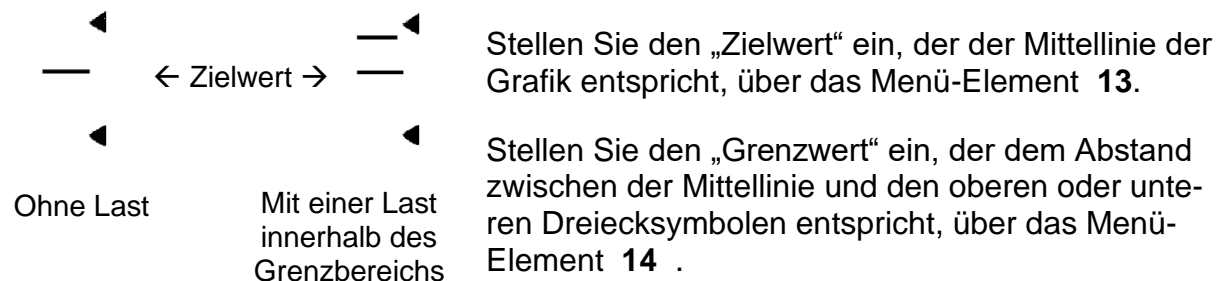 ← Zielwert →
Ohne Last
Mit einer Last
innerhalb des
Grenzbereichs
Stellen Sie den „Zielwert“ ein, der der Mittellinie der
Grafik entspricht, über das Menü-Element 13.
Stellen Sie den „Grenzwert“ ein, der dem Abstand
zwischen der Mittellinie und den oberen oder unte-
ren Dreiecksymbolen entspricht, über das Menü-
Element 14 .